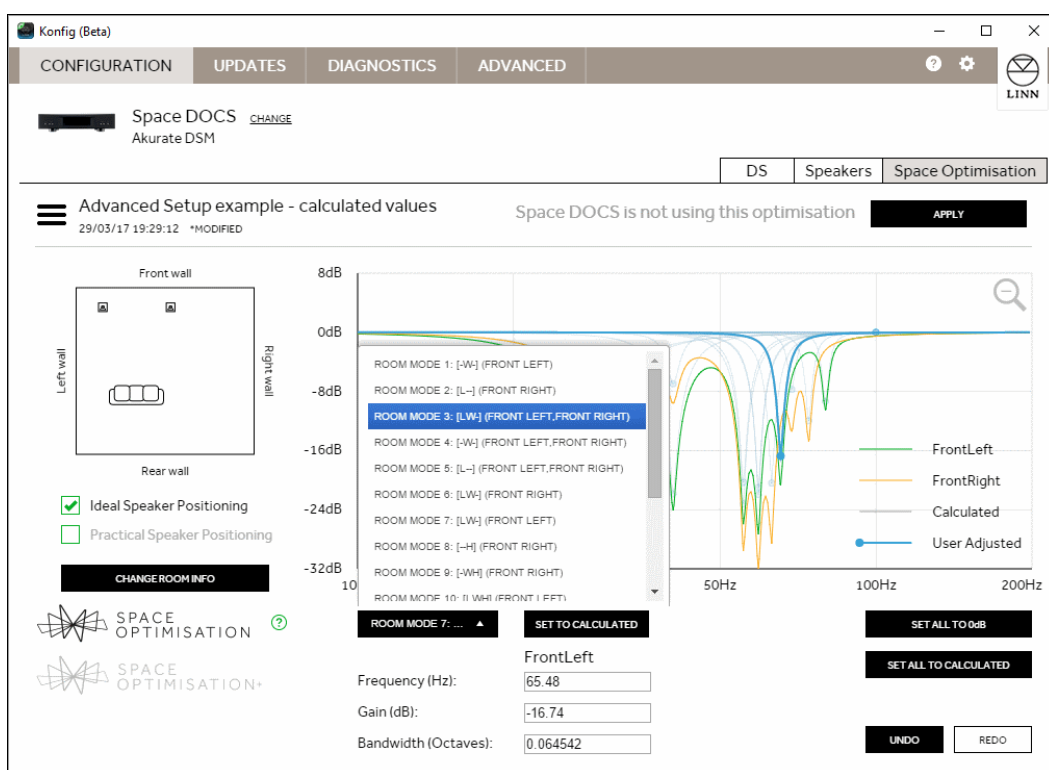 Konfig (Beta)
CONFIGURATION UPDATES DIAGNOSTICS ADVANCED
LINN
Space DOCS CHANGE
Akurate DSM
DS Speakers Space Optimisation
Advanced Setup example - calculated values
29/03/17 19:29:12 *MODIFIED
Space DOCS is not using this optimisation
APPLY
Front wall
Left wall
Right wall
Rear wall
Ideal Speaker Positioning
Practical Speaker Positioning
CHANGE ROOM INFO
SPACE
OPTIMISATION
SPACE
OPTIMISATION+
8dB
0dB
-8dB
-16dB
-24dB
-32dB
10
50Hz
100Hz
200Hz
ROOM MODE 1: [-W-] (FRONT LEFT)
ROOM MODE 2: [L--] (FRONT RIGHT)
ROOM MODE 3: [LW-] (FRONT LEFT,FRONT RIGHT)
ROOM MODE 4: [-W-] (FRONT LEFT,FRONT RIGHT)
ROOM MODE 5: [L--] (FRONT LEFT,FRONT RIGHT)
ROOM MODE 6: [LW-] (FRONT RIGHT)
ROOM MODE 7: [LW-] (FRONT LEFT)
ROOM MODE 8: [--H] (FRONT RIGHT)
ROOM MODE 9: [-WH] (FRONT RIGHT)
ROOM MODE 10: [LWH] (FRONT LEFT)
FrontLeft
FrontRight
Calculated
User Adjusted
ROOM MODE 7: ...
SET TO CALCULATED
SET ALL TO 0dB
SET ALL TO CALCULATED
FrontLeft
Frequency (Hz): 65.48
Gain (dB): -16.74
Bandwidth (Octaves): 0.064542
UNDO
REDO